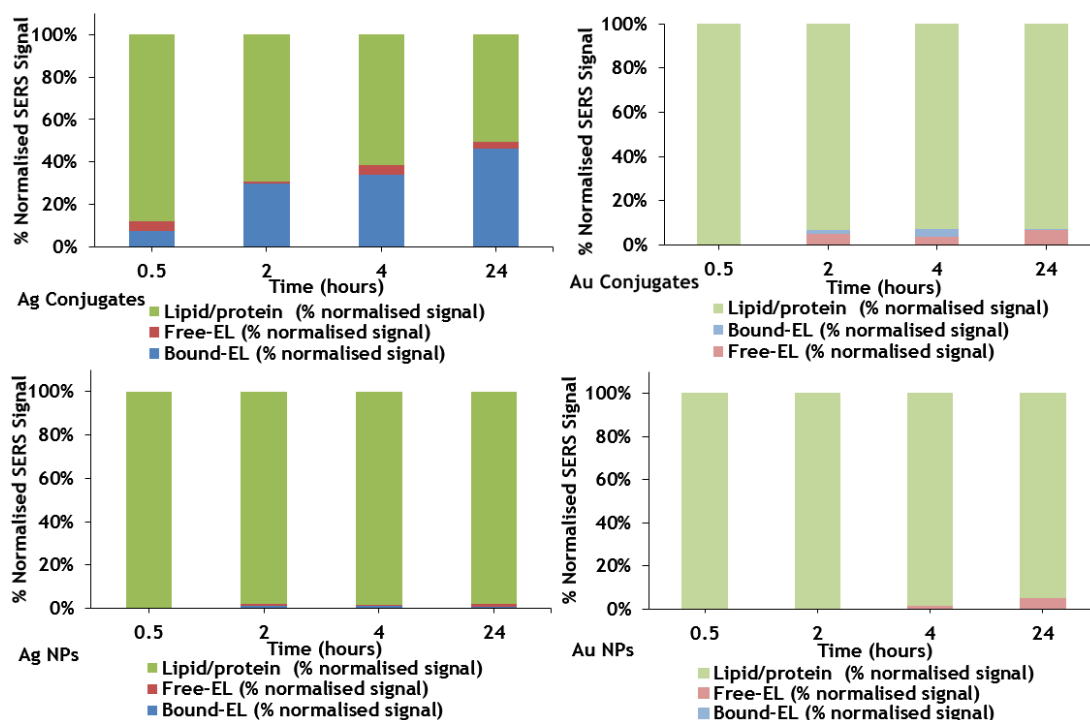 % Normalised SERS Signal
100%
80%
60%
40%
20%
0%
0.5 2 4 24
Time (hours)
Ag Conjugates
Lipid/protein (% normalised signal)
Free-EL (% normalised signal)
Bound-EL (% normalised signal)
% Normalised SERS Signal
100%
80%
60%
40%
20%
0%
0.5 2 4 24
Time (hours)
Au Conjugates
Lipid/protein (% normalised signal)
Bound-EL (% normalised signal)
Free-EL (% normalised signal)
% Normalised SERS Signal
100%
80%
60%
40%
20%
0%
0.5 2 4 24
Time (hours)
Ag NPs
Lipid/protein (% normalised signal)
Free-EL (% normalised signal)
Bound-EL (% normalised signal)
% Normalised SERS Signal
100%
80%
60%
40%
20%
0%
0.5 2 4 24
Time (hours)
Au NPs
Lipid/protein (% normalised signal)
Free-EL (% normalised signal)
Bound-EL (% normalised signal)